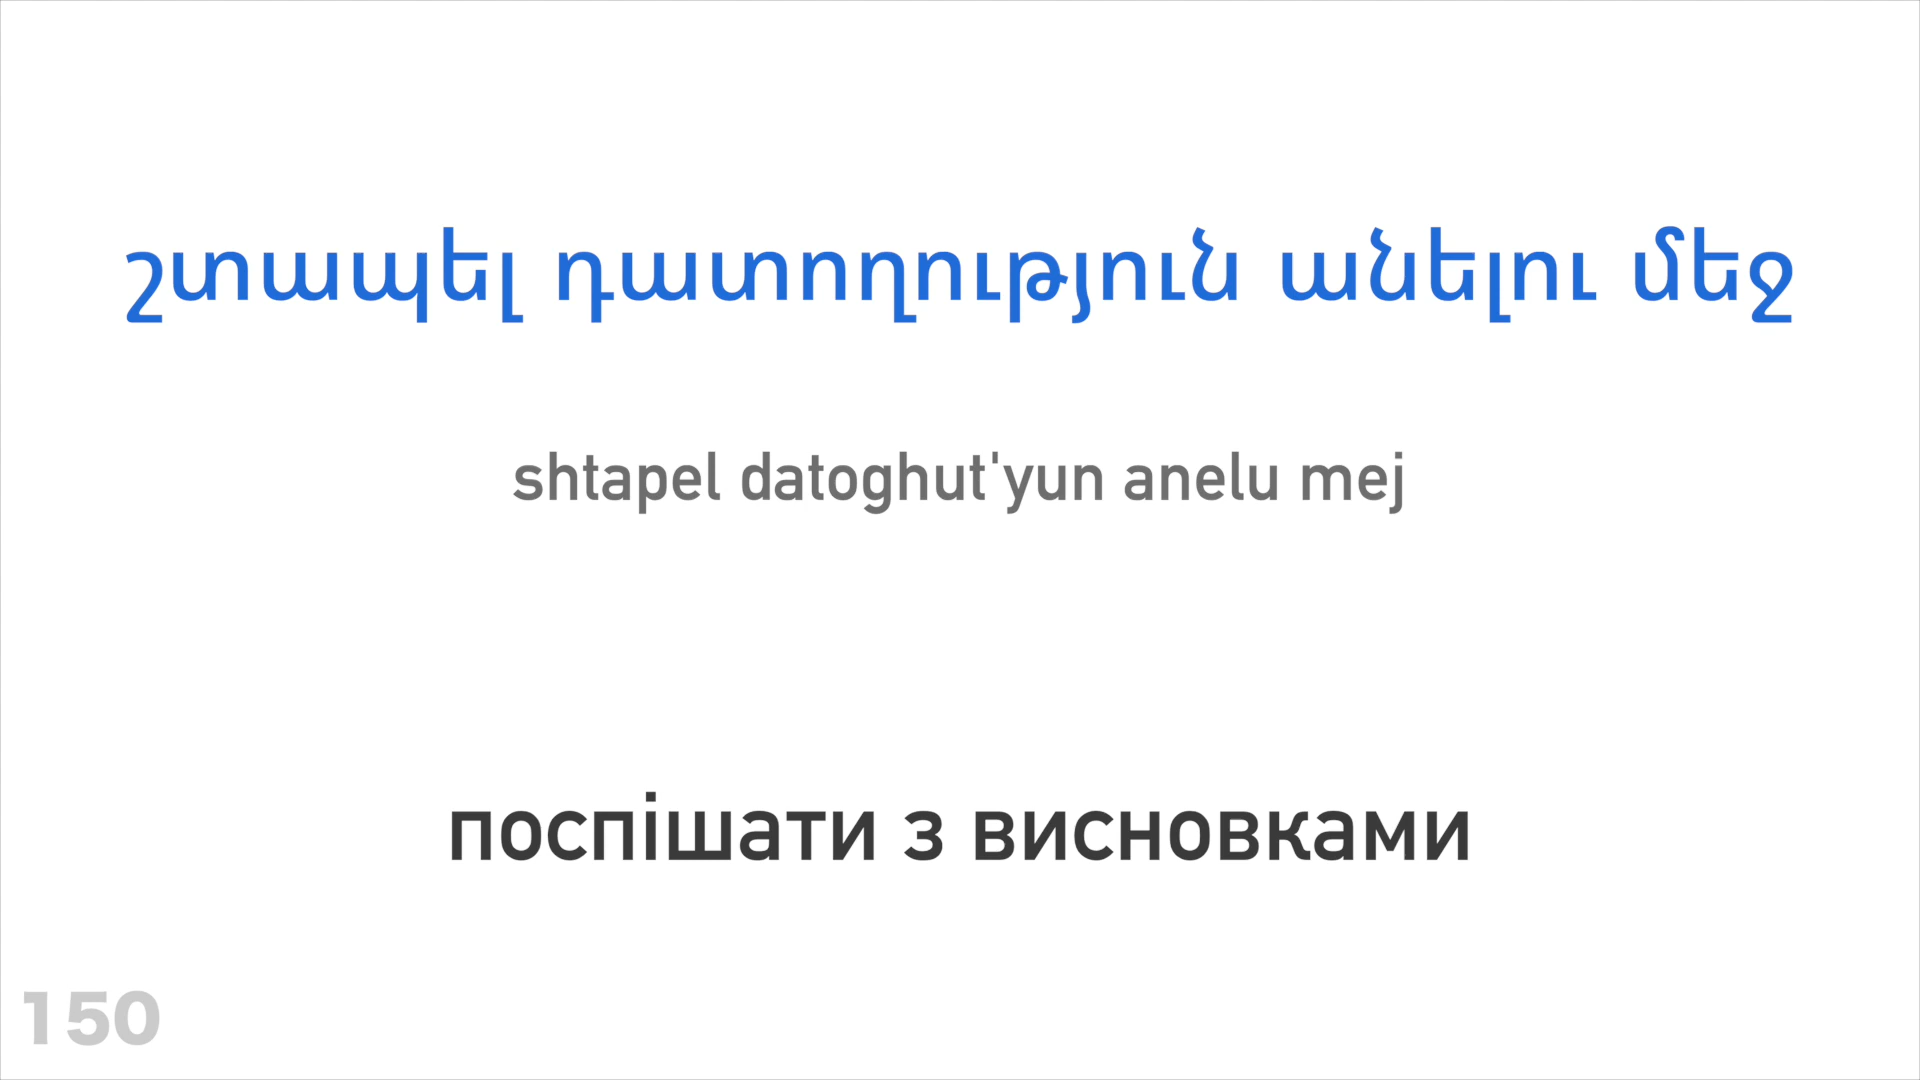 շտապել դատողություն անելու մեջ
shtapel datoghut'yun anelu mej
поспішати з висновками
150